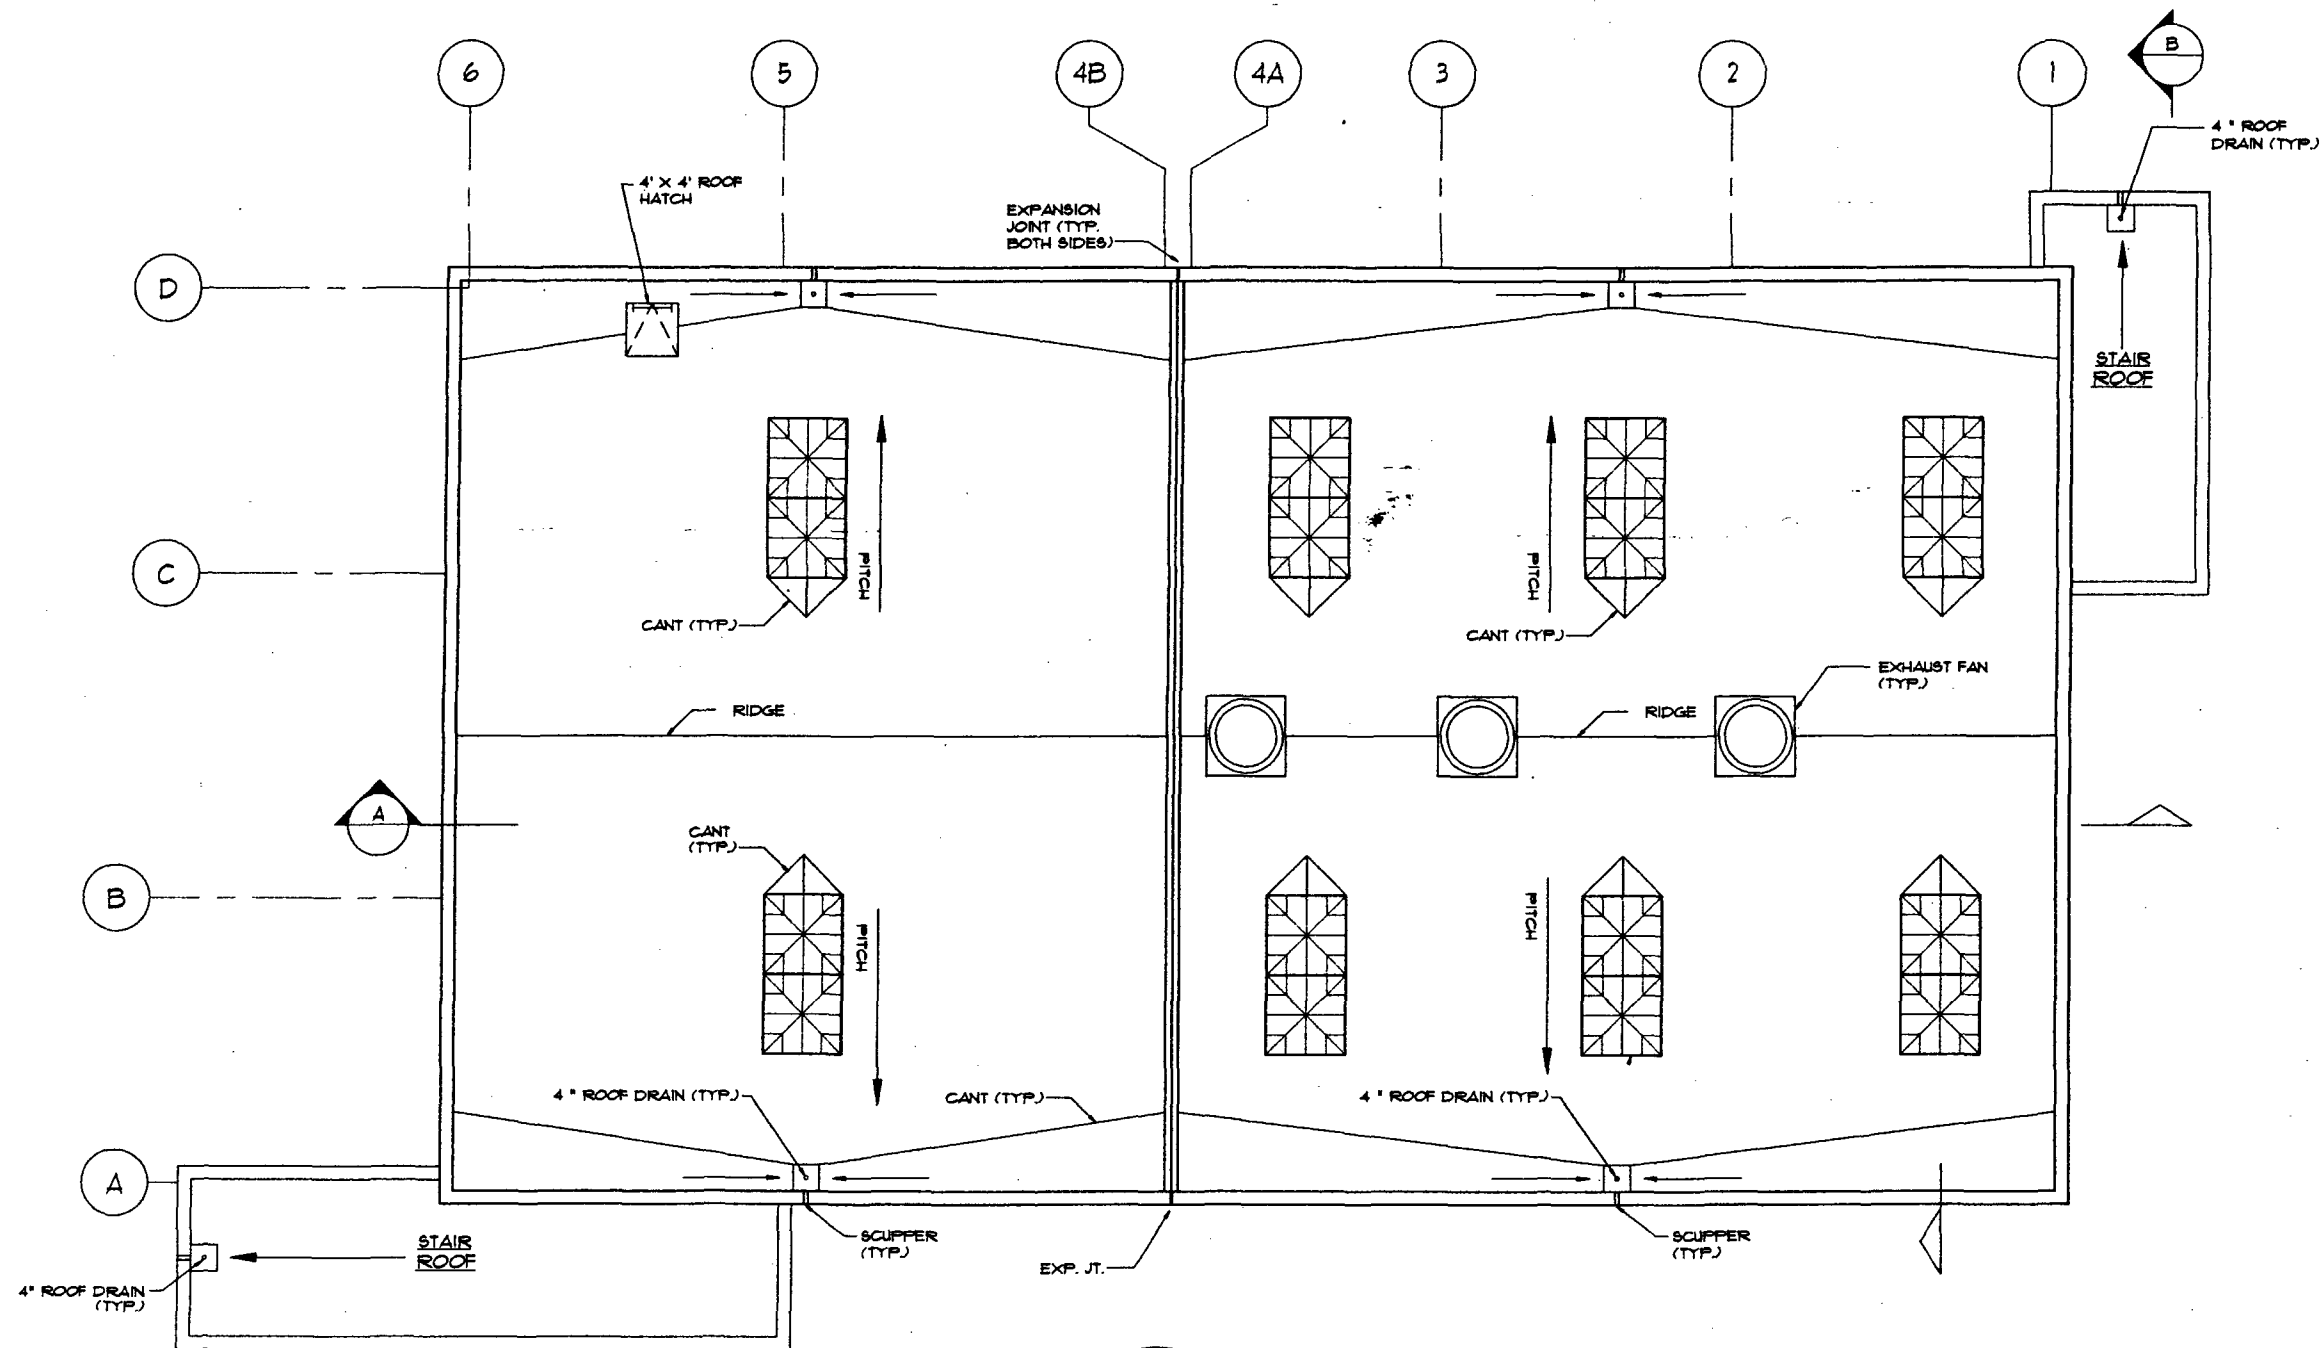 6
5
4B
4A
3
2
1
B
4 " ROOF
DRAIN (TYP.)
4' X 4' ROOF
HATCH
EXPANSION
JOINT (TYP.
BOTH SIDES)
D
STAIR
ROOF
C
PITCH
PITCH
CANT (TYP.)
CANT (TYP.)
EXHAUST FAN
(TYP.)
RIDGE
RIDGE
A
CANT
(TYP.)
B
PITCH
PITCH
4 " ROOF DRAIN (TYP.)
CANT (TYP.)
4 " ROOF DRAIN (TYP.)
A
STAIR
ROOF
SCUPPER
(TYP.)
SCUPPER
(TYP.)
EXP. JT.
4" ROOF DRAIN
(TYP.)